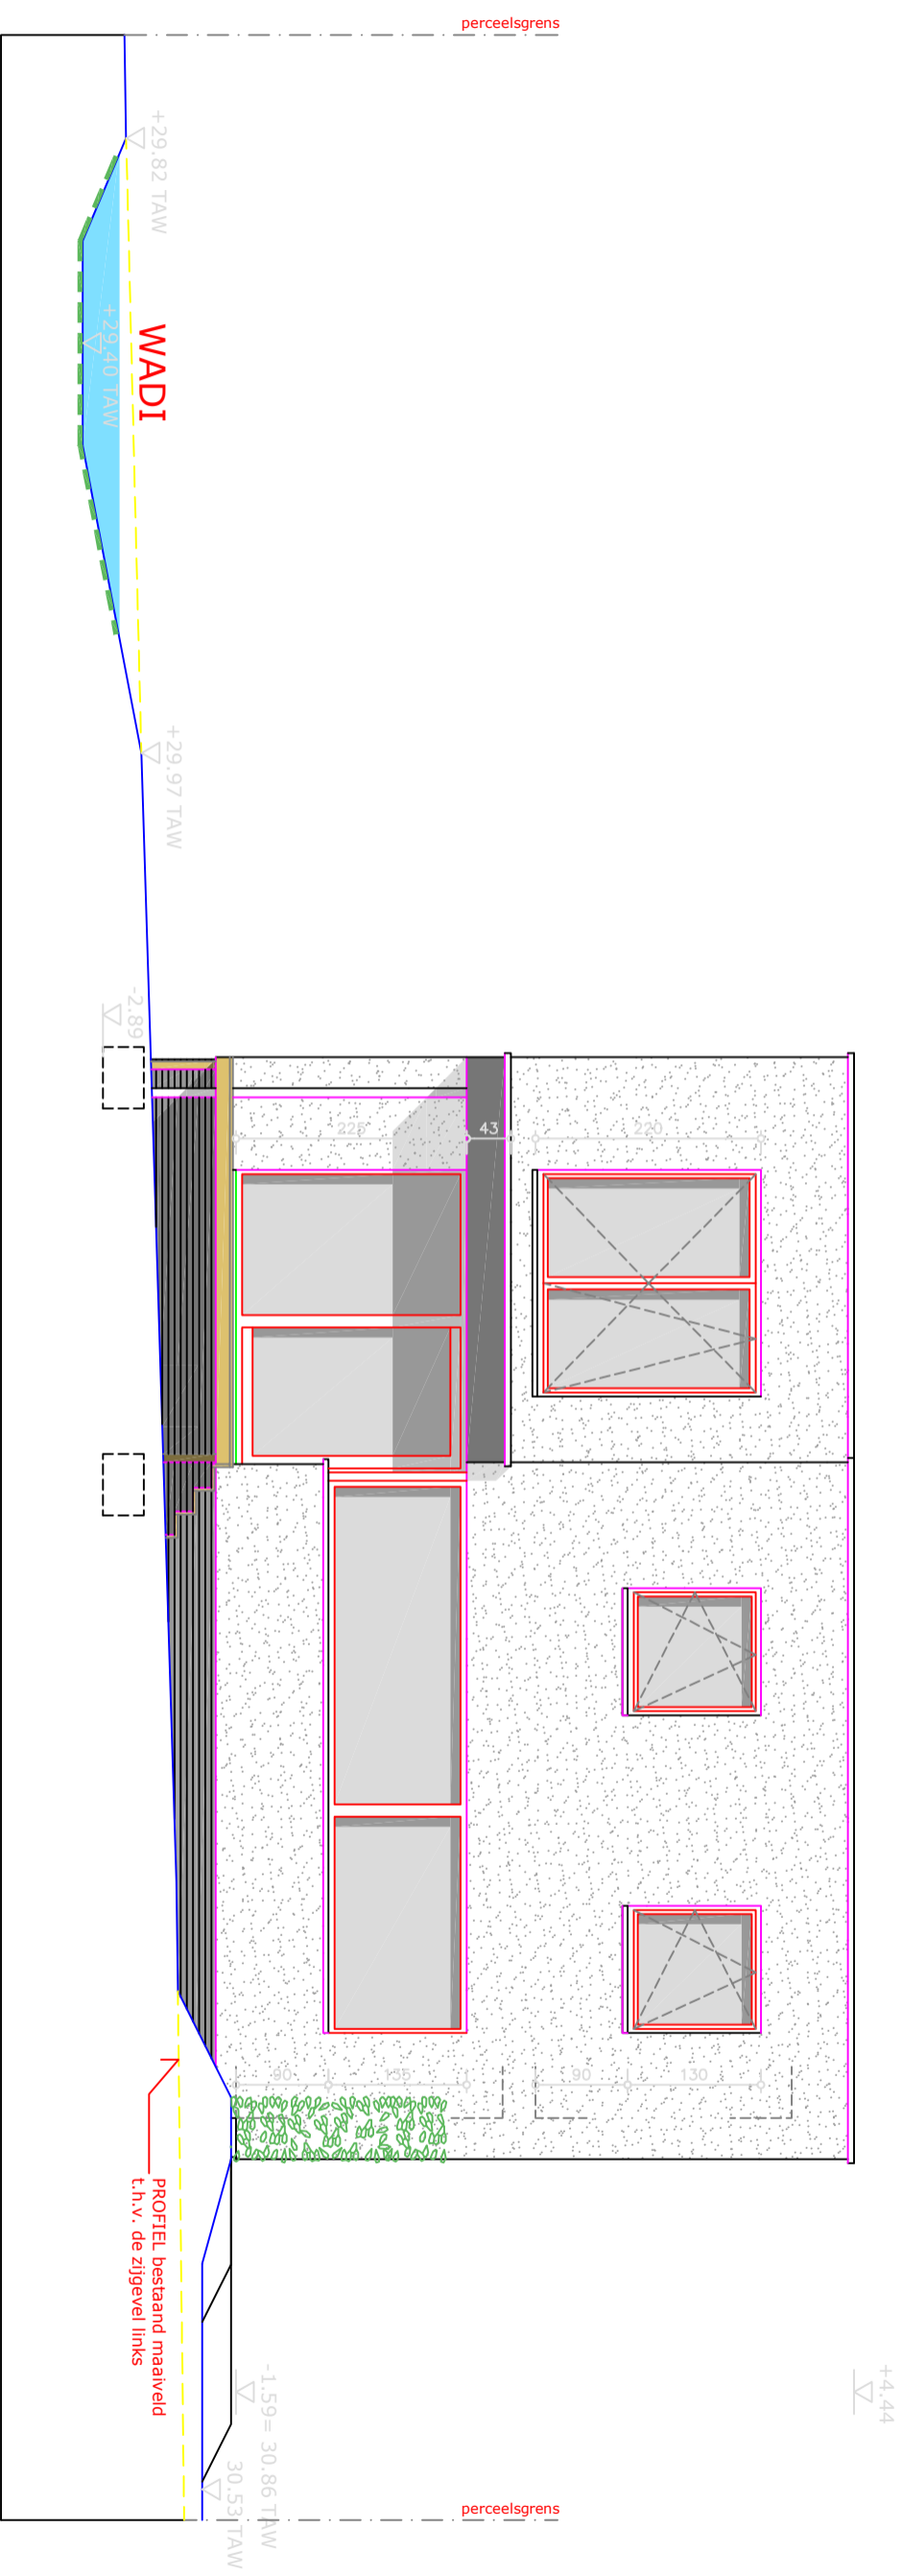 perceelsgrens
+29.82 TAW
WADI
+29.40 TAW
+29.97 TAW
-2.89
225
43
220
90
135
90
130
PROFIEL bestaand maaiveld
t.h.v. de zijgevel links
-1.59= 30.86 TAW
30.53 TAW
+4.44
perceelsgrens